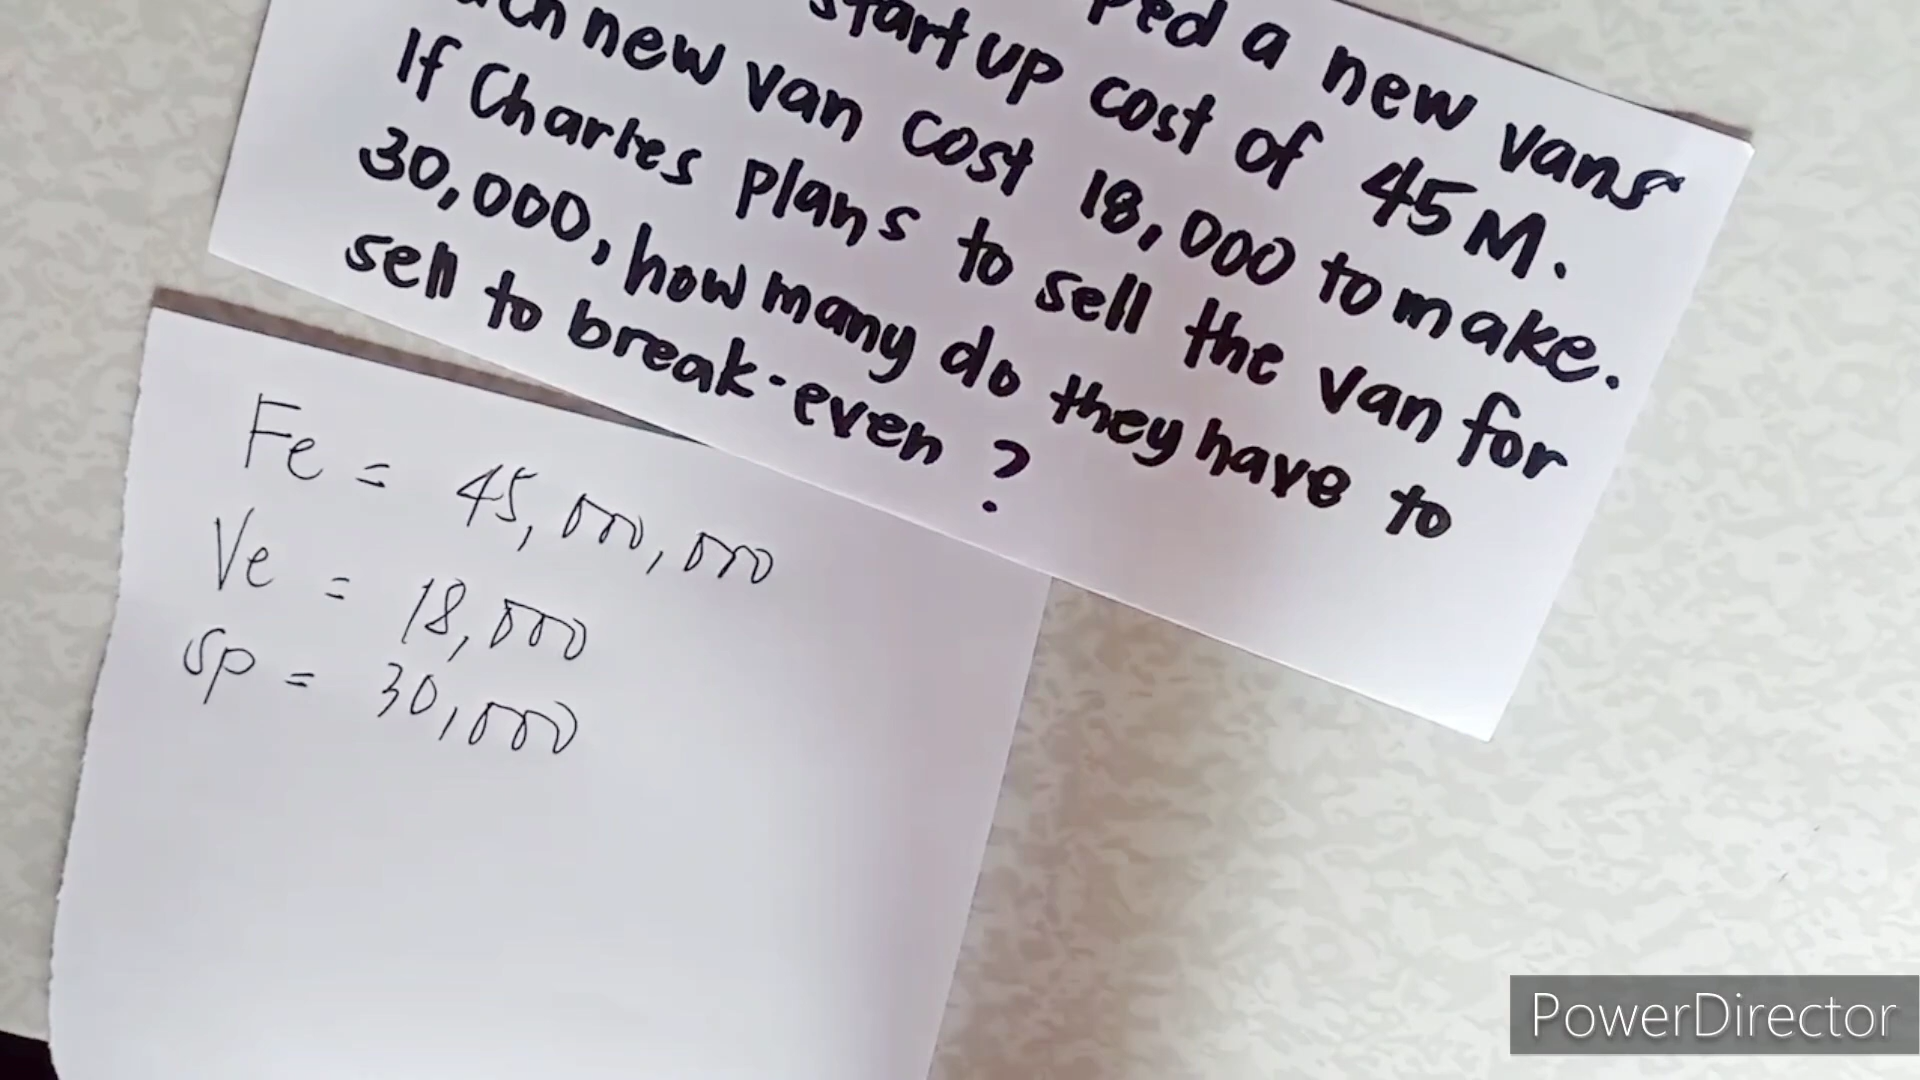 a new vans
startup cost of 45M.
new van cost 18,000 to make.
If Charles plans to sell the van for
30,000, how many do they have to
sell to break-even?
Fe = 45,000,000
Ve = 18,000
sp = 30,000
PowerDirector